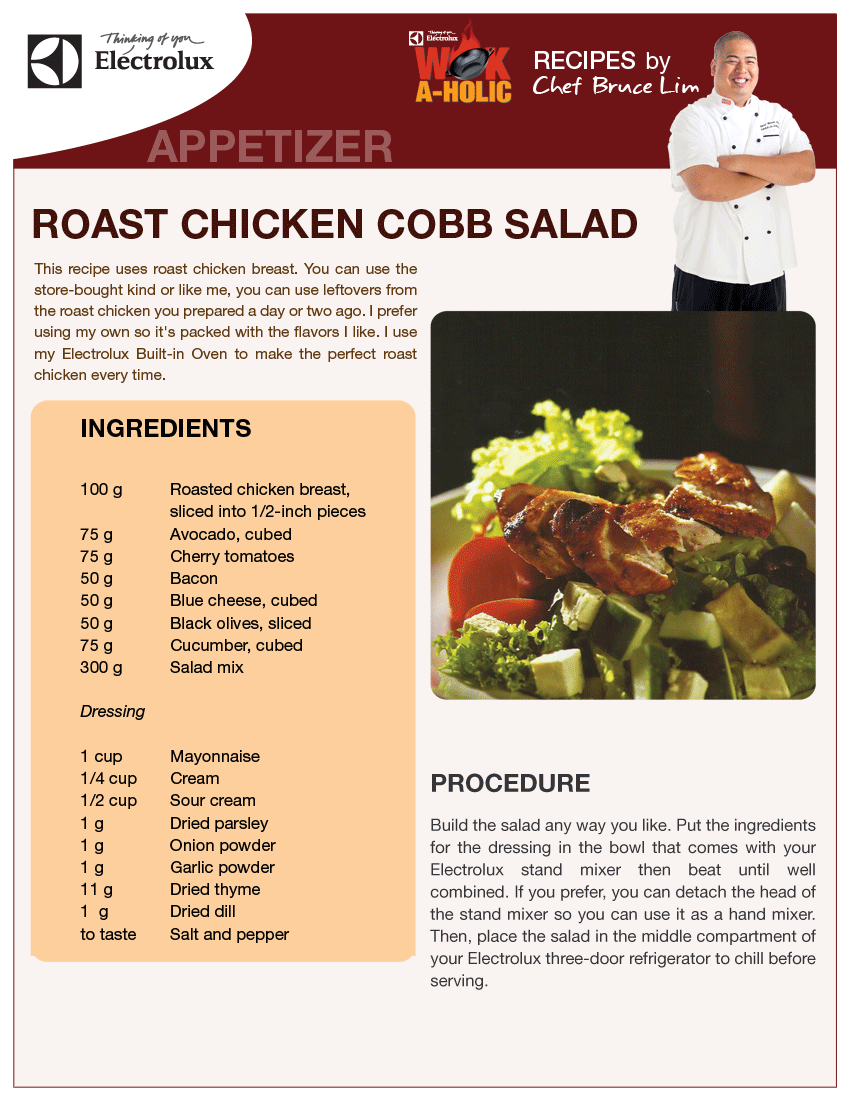 Thinking of you
Electrolux
Thinking of you
Electrolux
WOK
A-HOLIC
RECIPES by
Chef Bruce Lim
APPETIZER
ROAST CHICKEN COBB SALAD
This recipe uses roast chicken breast. You can use the
store-bought kind or like me, you can use leftovers from
the roast chicken you prepared a day or two ago. I prefer
using my own so it's packed with the flavors I like. I use
my Electrolux Built-in Oven to make the perfect roast
chicken every time.
INGREDIENTS
100 g Roasted chicken breast,
sliced into 1/2-inch pieces
75 g Avocado, cubed
75 g Cherry tomatoes
50 g Bacon
50 g Blue cheese, cubed
50 g Black olives, sliced
75 g Cucumber, cubed
300 g Salad mix
Dressing
1 cup Mayonnaise
1/4 cup Cream
1/2 cup Sour cream
1 g Dried parsley
1 g Onion powder
1 g Garlic powder
11 g Dried thyme
1 g Dried dill
to taste Salt and pepper
PROCEDURE
Build the salad any way you like. Put the ingredients
for the dressing in the bowl that comes with your
Electrolux stand mixer then beat until well
combined. If you prefer, you can detach the head of
the stand mixer so you can use it as a hand mixer.
Then, place the salad in the middle compartment of
your Electrolux three-door refrigerator to chill before
serving.